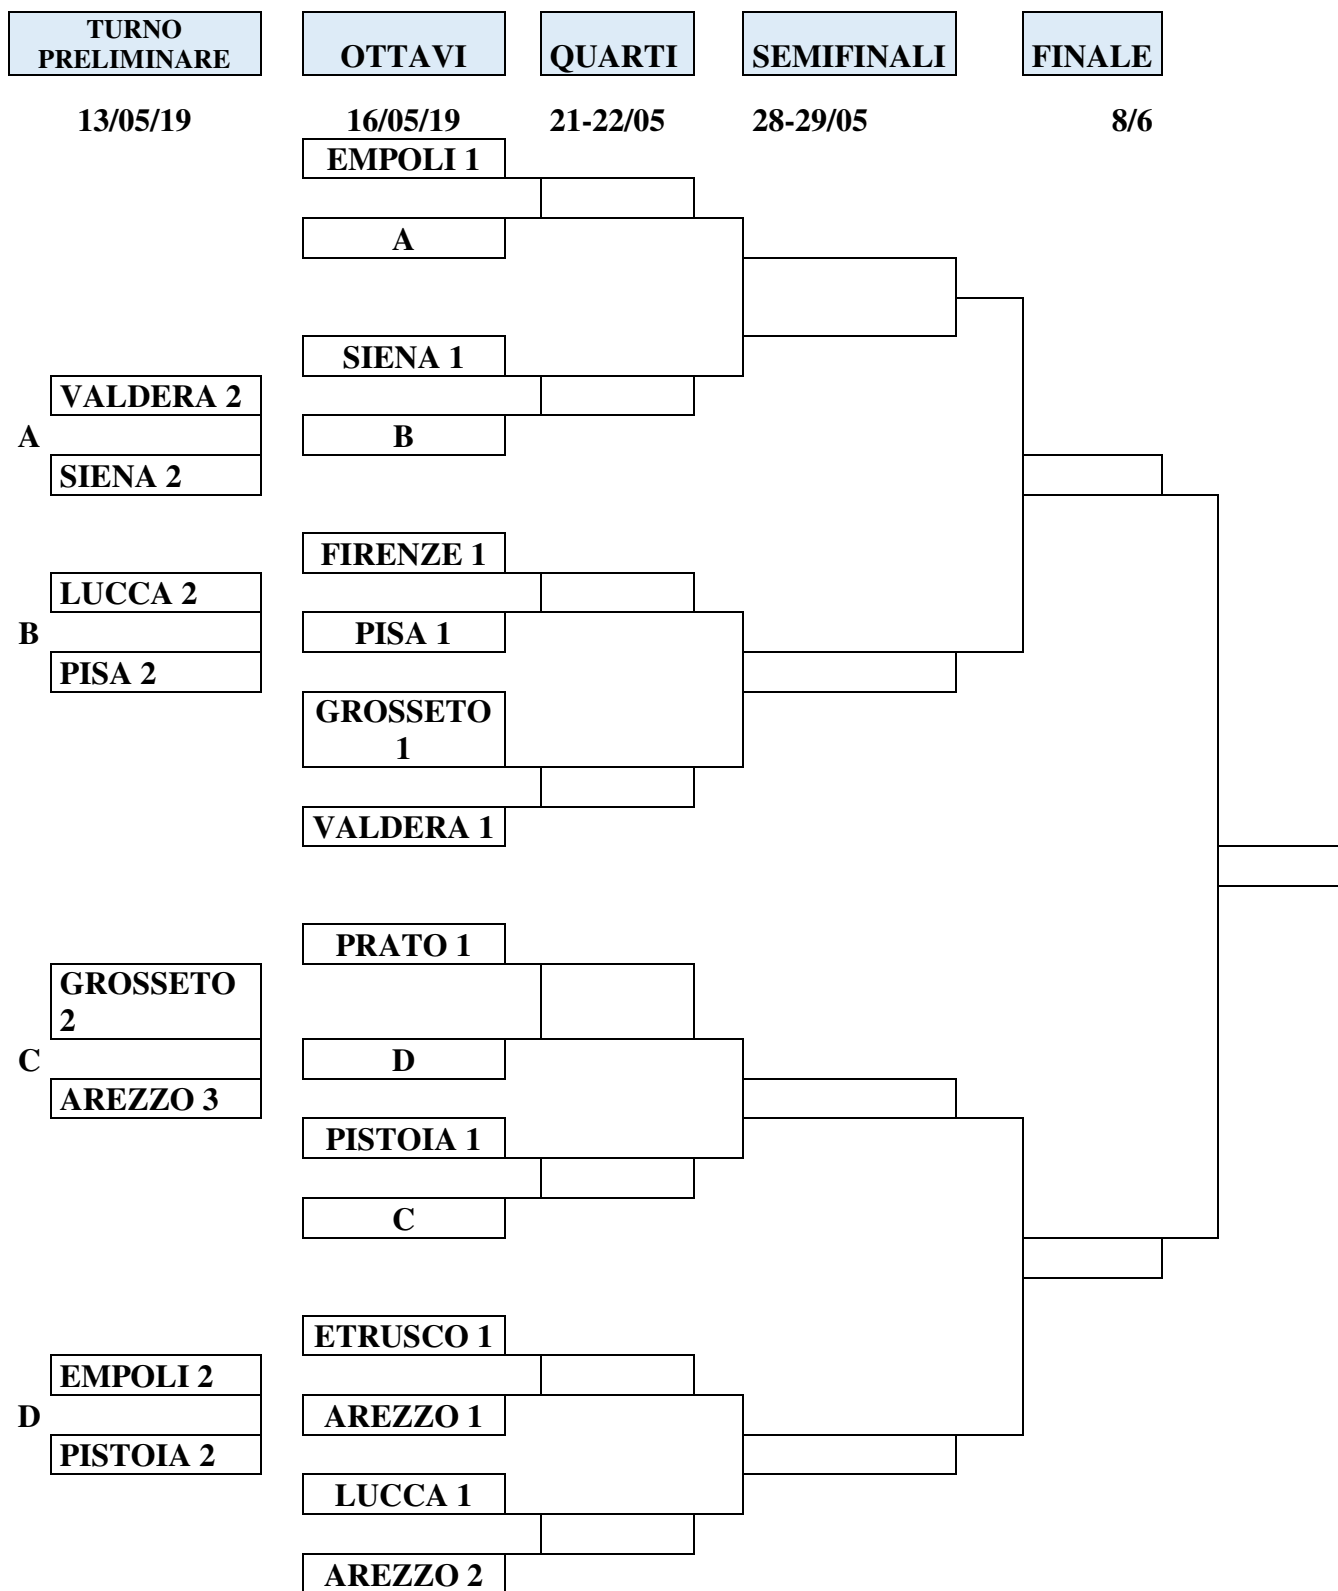 TURNO
PRELIMINARE
OTTAVI
QUARTI
SEMIFINALI
FINALE
13/05/19
16/05/19
21-22/05
28-29/05
8/6
EMPOLI 1
A
SIENA 1
VALDERA 2
A
B
SIENA 2
FIRENZE 1
LUCCA 2
B
PISA 1
PISA 2
GROSSETO
1
VALDERA 1
PRATO 1
GROSSETO
2
C
D
AREZZO 3
PISTOIA 1
C
ETRUSCO 1
EMPOLI 2
D
AREZZO 1
PISTOIA 2
LUCCA 1
AREZZO 2